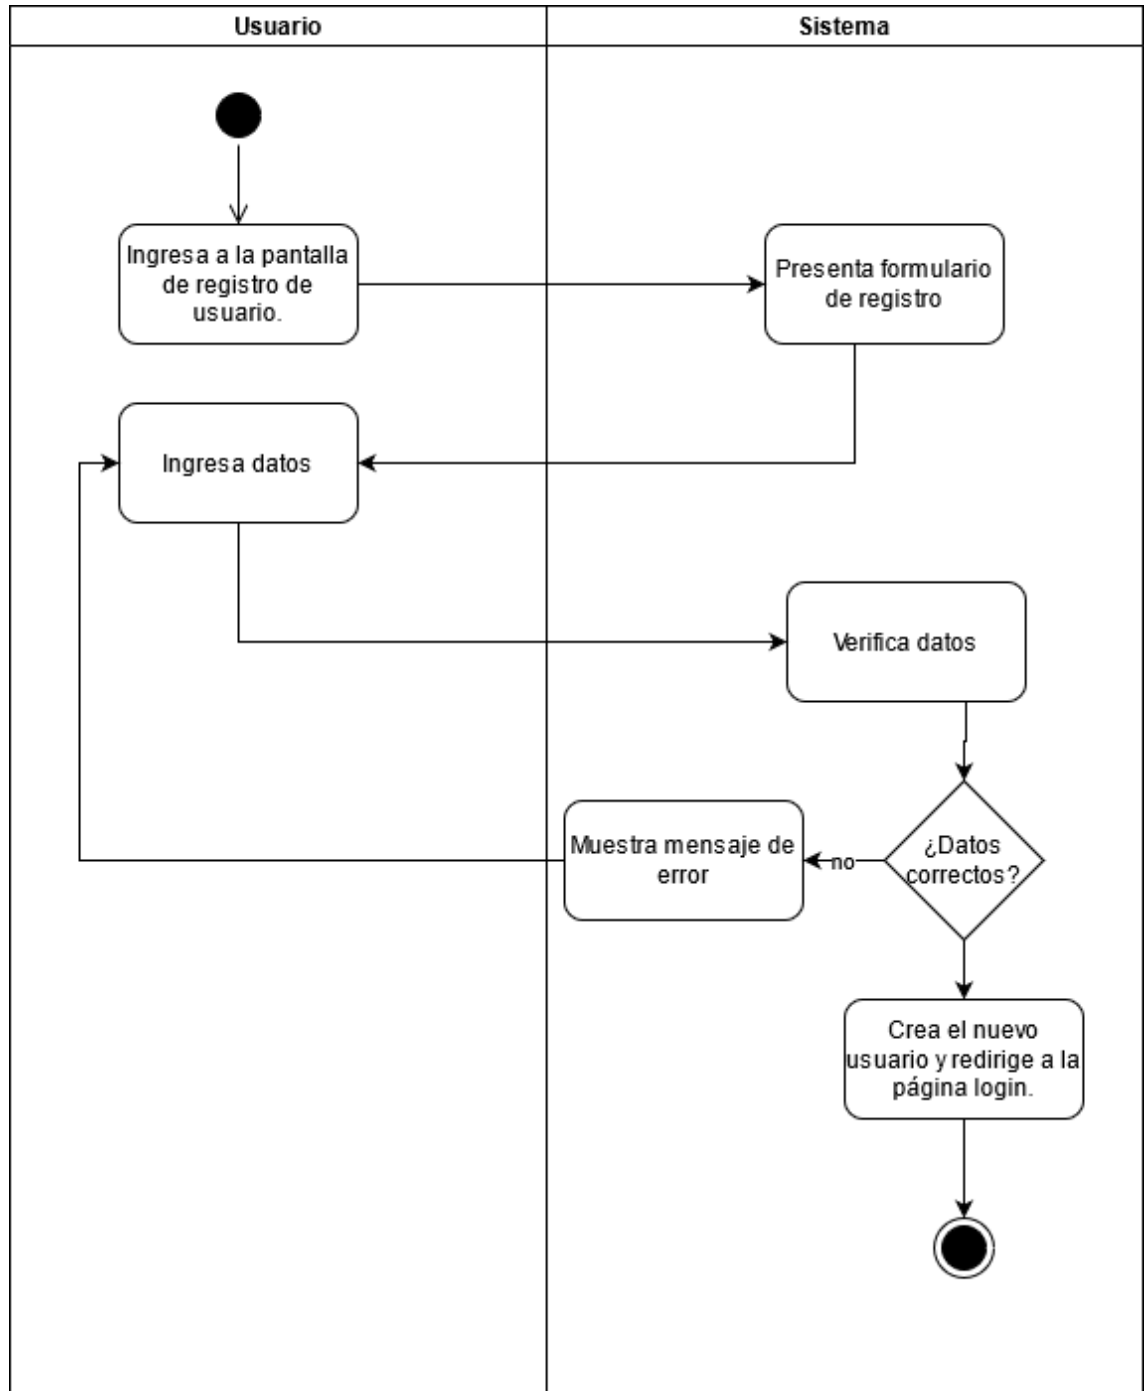 Usuario
Sistema
Ingresa a la pantalla
de registro de
usuario.
Presenta formulario
de registro
Ingresa datos
Verifica datos
¿Datos
correctos?
no
Muestra mensaje de
error
Crea el nuevo
usuario y redirige a la
página login.